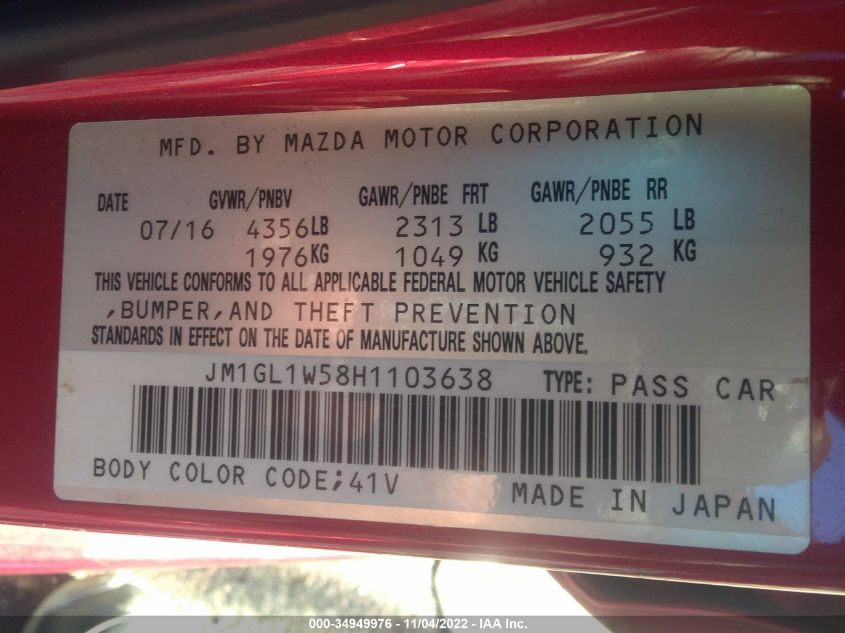 MFD. BY MAZDA MOTOR CORPORATION
DATE GVWR/PNBV GAWR/PNBE FRT GAWR/PNBE RR
07/16 4356LB 2313 LB 2055 LB
1976KG 1049 KG 932 KG
THIS VEHICLE CONFORMS TO ALL APPLICABLE FEDERAL MOTOR VEHICLE SAFETY
,BUMPER,AND THEFT PREVENTION
STANDARDS IN EFFECT ON THE DATE OF MANUFACTURE SHOWN ABOVE.
JM1GL1W58H1103638 TYPE: PASS CAR
BODY COLOR CODE;41V MADE IN JAPAN
000-34949976 - 11/04/2022 - IAA Inc.